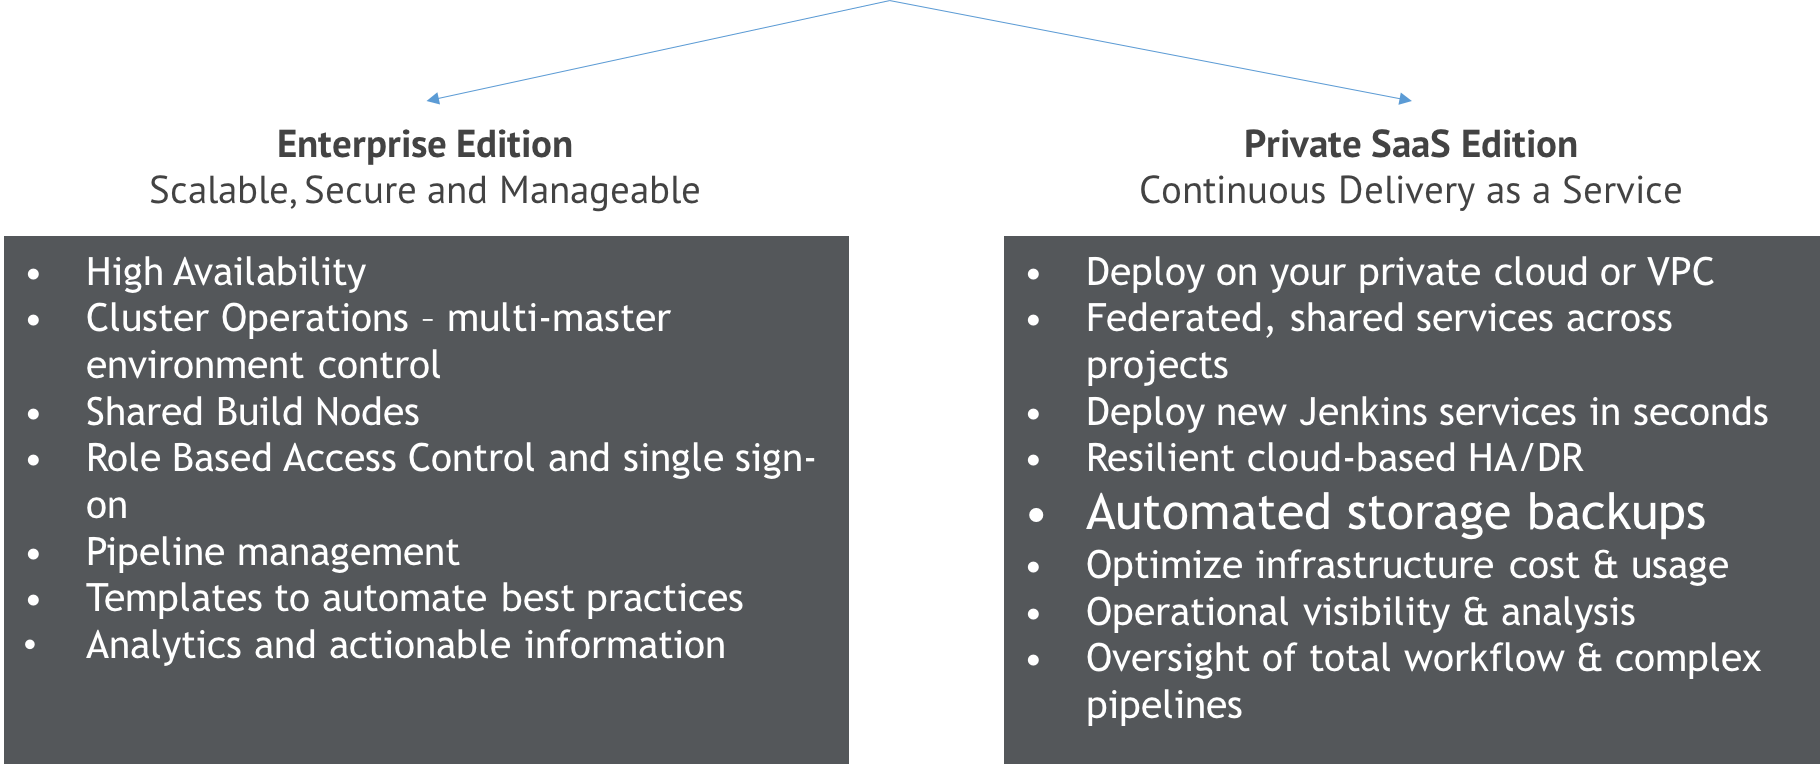 Enterprise Edition
Scalable, Secure and Manageable
• High Availability
• Cluster Operations – multi-master
environment control
• Shared Build Nodes
• Role Based Access Control and single sign-
on
• Pipeline management
• Templates to automate best practices
• Analytics and actionable information
Private SaaS Edition
Continuous Delivery as a Service
• Deploy on your private cloud or VPC
• Federated, shared services across
projects
• Deploy new Jenkins services in seconds
• Resilient cloud-based HA/DR
• Automated storage backups
• Optimize infrastructure cost & usage
• Operational visibility & analysis
• Oversight of total workflow & complex
pipelines